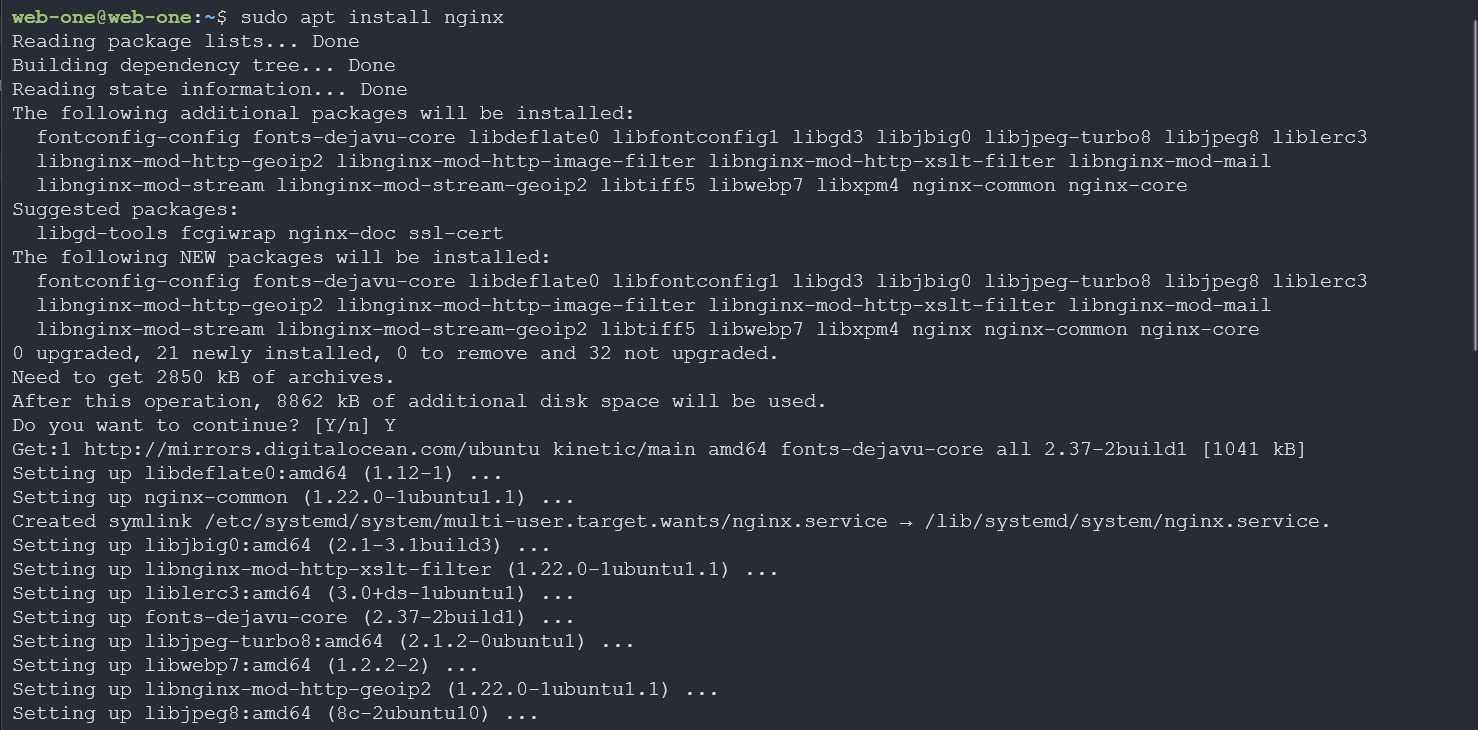 web-one@web-one:~$ sudo apt install nginx
Reading package lists... Done
Building dependency tree... Done
Reading state information... Done
The following additional packages will be installed:
  fontconfig-config fonts-dejavu-core libdeflate0 libfontconfig1 libgd3 libjbig0 libjpeg-turbo8 libjpeg8 liblerc3
  libnginx-mod-http-geoip2 libnginx-mod-http-image-filter libnginx-mod-http-xslt-filter libnginx-mod-mail
  libnginx-mod-stream libnginx-mod-stream-geoip2 libtiff5 libwebp7 libxpm4 nginx-common nginx-core
Suggested packages:
  libgd-tools fcgiwrap nginx-doc ssl-cert
The following NEW packages will be installed:
  fontconfig-config fonts-dejavu-core libdeflate0 libfontconfig1 libgd3 libjbig0 libjpeg-turbo8 libjpeg8 liblerc3
  libnginx-mod-http-geoip2 libnginx-mod-http-image-filter libnginx-mod-http-xslt-filter libnginx-mod-mail
  libnginx-mod-stream libnginx-mod-stream-geoip2 libtiff5 libwebp7 libxpm4 nginx nginx-common nginx-core
0 upgraded, 21 newly installed, 0 to remove and 32 not upgraded.
Need to get 2850 kB of archives.
After this operation, 8862 kB of additional disk space will be used.
Do you want to continue? [Y/n] Y
Get:1 http://mirrors.digitalocean.com/ubuntu kinetic/main amd64 fonts-dejavu-core all 2.37-2build1 [1041 kB]
Setting up libdeflate0:amd64 (1.12-1) ...
Setting up nginx-common (1.22.0-1ubuntu1.1) ...
Created symlink /etc/systemd/system/multi-user.target.wants/nginx.service → /lib/systemd/system/nginx.service.
Setting up libjbig0:amd64 (2.1-3.1build3) ...
Setting up libnginx-mod-http-xslt-filter (1.22.0-1ubuntu1.1) ...
Setting up liblerc3:amd64 (3.0+ds-1ubuntu1) ...
Setting up fonts-dejavu-core (2.37-2build1) ...
Setting up libjpeg-turbo8:amd64 (2.1.2-0ubuntu1) ...
Setting up libwebp7:amd64 (1.2.2-2) ...
Setting up libnginx-mod-http-geoip2 (1.22.0-1ubuntu1.1) ...
Setting up libjpeg8:amd64 (8c-2ubuntu10) ...